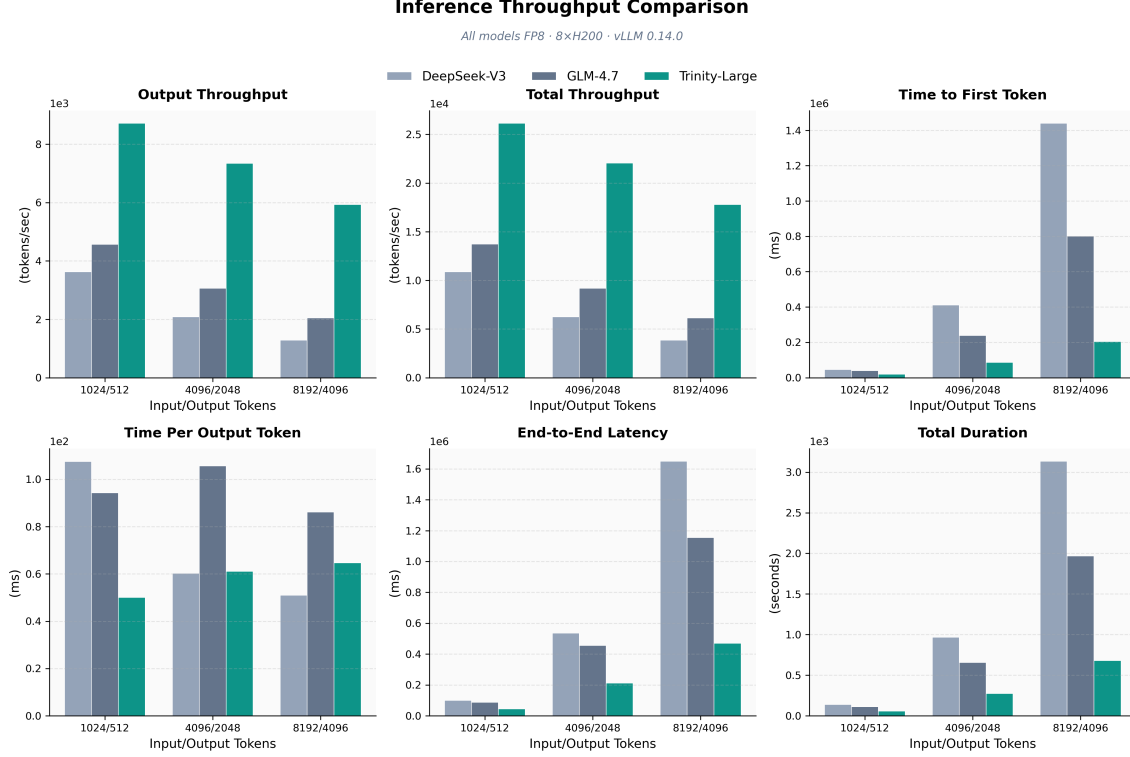 Inference Throughput Comparison
All models FP8 · 8×H200 · vLLM 0.14.0
DeepSeek-V3 GLM-4.7 Trinity-Large
Output Throughput
1e3
(tokens/sec)
8
6
4
2
0
1024/512 4096/2048 8192/4096
Input/Output Tokens
Total Throughput
1e4
(tokens/sec)
2.5
2.0
1.5
1.0
0.5
0.0
1024/512 4096/2048 8192/4096
Input/Output Tokens
Time to First Token
1e6
(ms)
1.4
1.2
1.0
0.8
0.6
0.4
0.2
0.0
1024/512 4096/2048 8192/4096
Input/Output Tokens
Time Per Output Token
1e2
(ms)
1.0
0.8
0.6
0.4
0.2
0.0
1024/512 4096/2048 8192/4096
Input/Output Tokens
End-to-End Latency
1e6
(ms)
1.6
1.4
1.2
1.0
0.8
0.6
0.4
0.2
0.0
1024/512 4096/2048 8192/4096
Input/Output Tokens
Total Duration
1e3
(seconds)
3.0
2.5
2.0
1.5
1.0
0.5
0.0
1024/512 4096/2048 8192/4096
Input/Output Tokens